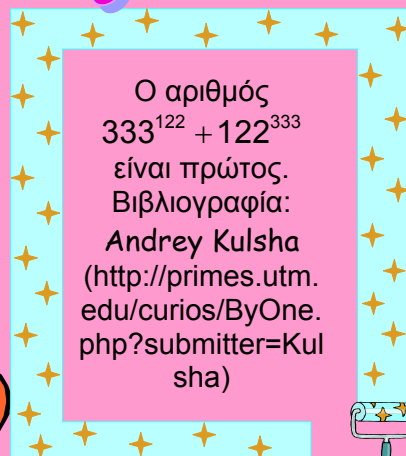 Ο αριθμός
333^122 + 122^333
είναι πρώτος.
Βιβλιογραφία:
Andrey Kulsha
(http://primes.utm.
edu/curios/ByOne.
php?submitter=Kul
sha)